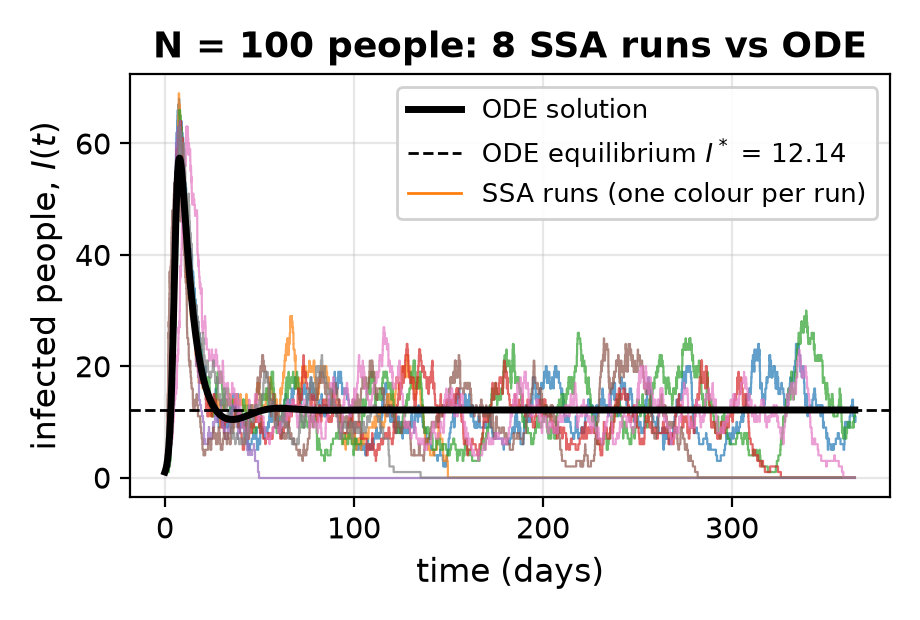 N = 100 people: 8 SSA runs vs ODE
ODE solution
ODE equilibrium I* = 12.14
SSA runs (one colour per run)
infected people, I(t)
60
40
20
0
0 100 200 300
time (days)